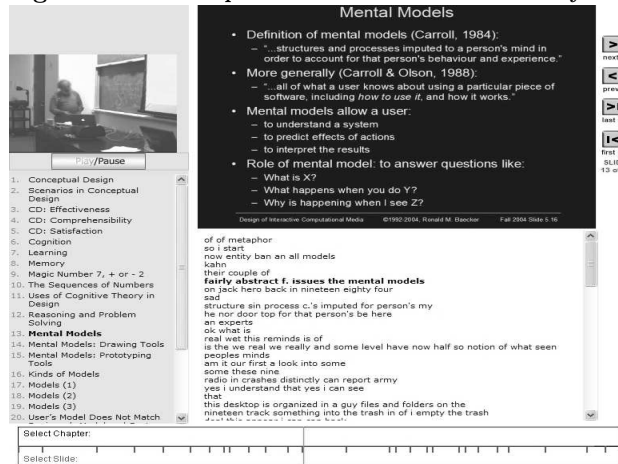 Mental Models
• Definition of mental models (Carroll, 1984):
– "...structures and processes imputed to a person's mind in
order to account for that person's behaviour and experience."
• More generally (Carroll & Olson, 1988):
– "...all of what a user knows about using a particular piece of
software, including how to use it, and how it works."
• Mental models allow a user:
– to understand a system
– to predict effects of actions
– to interpret the results
• Role of mental model: to answer questions like:
– What is X?
– What happens when you do Y?
– Why is happening when I see Z?
Design of Interactive Computational Media ©1992-2004, Ronald M. Baecker Fall 2004 Slide 5.16
next
prev
last
first
SLID
13 o
Play/Pause
1. Conceptual Design
2. Scenarios in Conceptual
Design
3. CD: Effectiveness
4. CD: Comprehensibility
5. CD: Satisfaction
6. Cognition
7. Learning
8. Memory
9. Magic Number 7, + or - 2
10. The Sequences of Numbers
11. Uses of Cognitive Theory in
Design
12. Reasoning and Problem
Solving
13. Mental Models
14. Mental Models: Drawing Tools
15. Mental Models: Prototyping
Tools
16. Kinds of Models
17. Models (1)
18. Models (2)
19. Models (3)
20. User's Model Does Not Match
of of metaphor
so i start
now entity ban an all models
kahn
their couple of
fairly abstract f. issues the mental models
on jack hero back in nineteen eighty four
sad
structure sin process c.'s imputed for person's my
he nor door top for that person's be here
an experts
ok what is
real wet this reminds is of
is the we real we really and some level have now half so notion of what seen
peoples minds
am it our first a look into some
some these nine
radio in crashes distinctly can report army
yes i understand that yes i can see
that
this desktop is organized in a guy files and folders on the
nineteen track something into the trash in of i empty the trash
Select Chapter:
Select Slide: